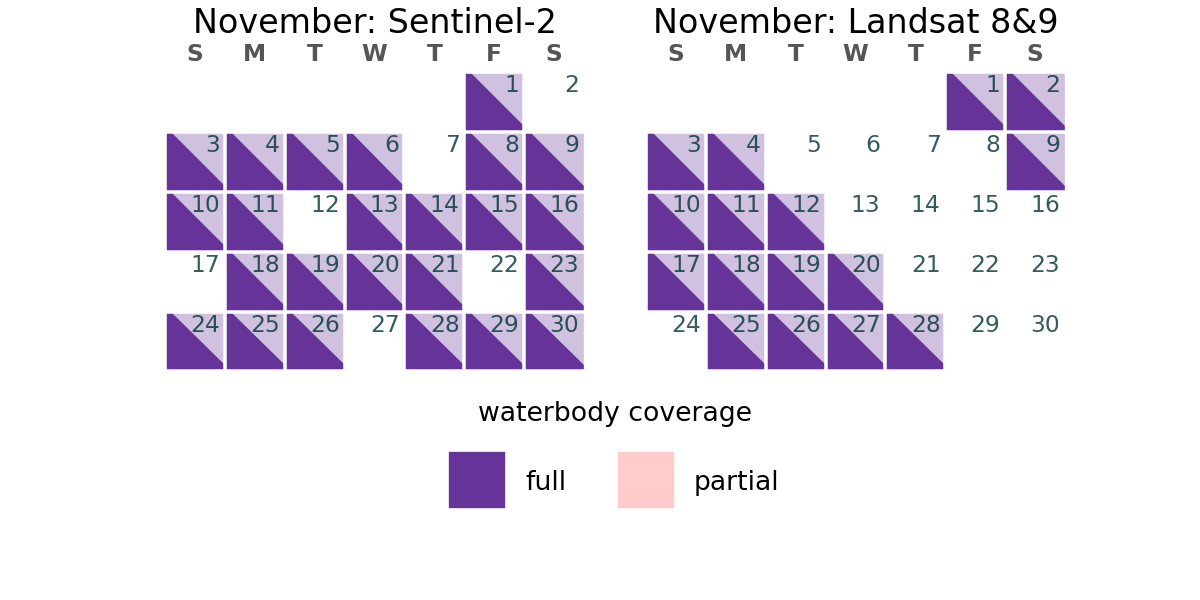 November: Sentinel-2
S M T W T F S
1 2
3 4 5 6 7 8 9
10 11 12 13 14 15 16
17 18 19 20 21 22 23
24 25 26 27 28 29 30
November: Landsat 8&9
S M T W T F S
1 2
3 4 5 6 7 8 9
10 11 12 13 14 15 16
17 18 19 20 21 22 23
24 25 26 27 28 29 30
waterbody coverage
full partial